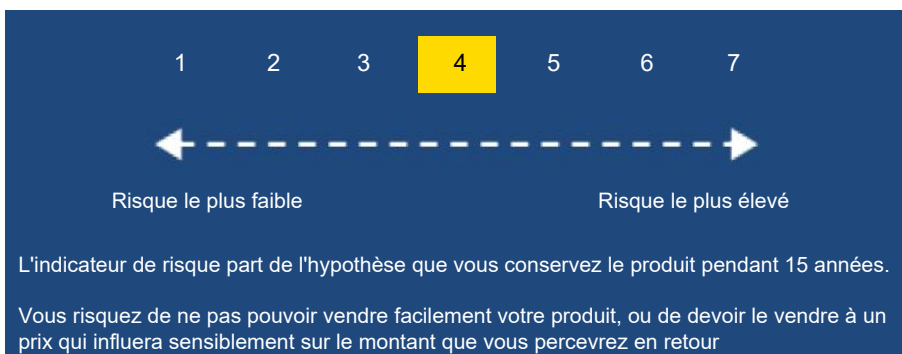 1 2 3 4 5 6 7
Risque le plus faible Risque le plus élevé
L'indicateur de risque part de l'hypothèse que vous conservez le produit pendant 15 années.
Vous risquez de ne pas pouvoir vendre facilement votre produit, ou de devoir le vendre à un
prix qui influera sensiblement sur le montant que vous percevrez en retour